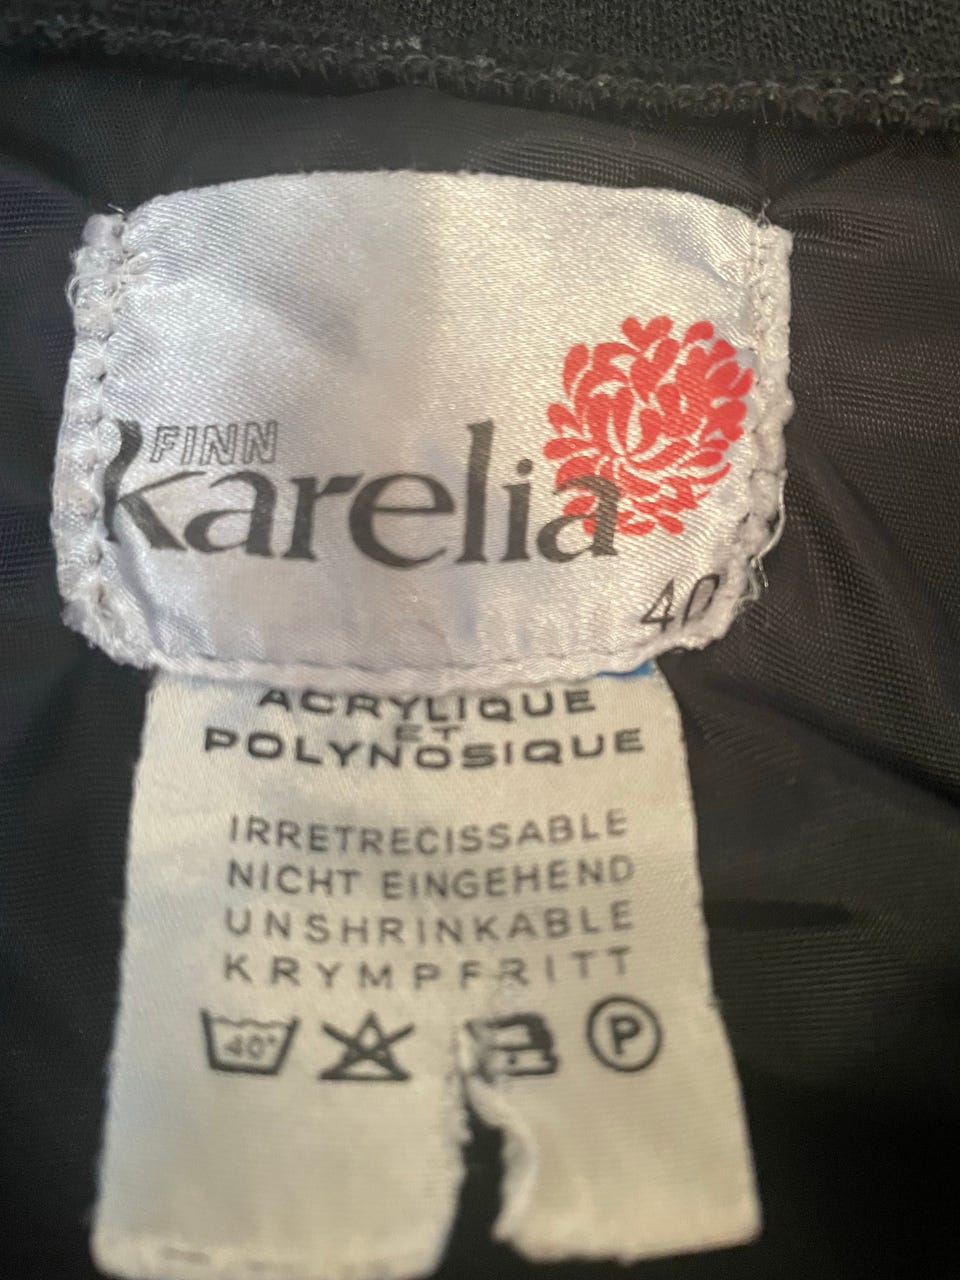 FINN
karelia
40
ACRYLIQUE
ET
POLYNOSIQUE
IRRETRECISSABLE
NICHT EINGEHEND
UNSHRINKABLE
KRYMPFRITT
40°
P